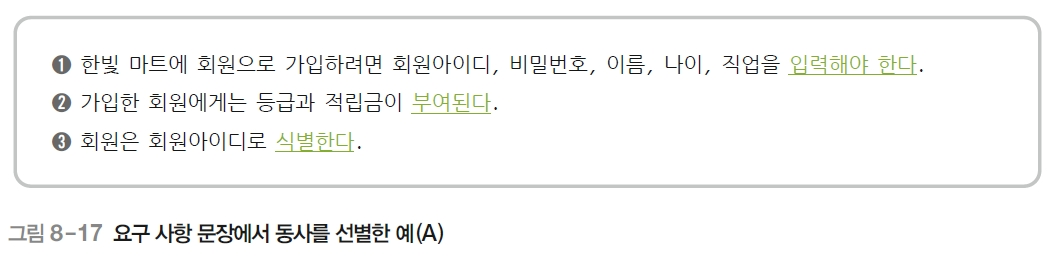 ❶ 한빛 마트에 회원으로 가입하려면 회원아이디, 비밀번호, 이름, 나이, 직업을 입력해야 한다.
❷ 가입한 회원에게는 등급과 적립금이 부여된다.
❸ 회원은 회원아이디로 식별한다.
그림 8-17 요구 사항 문장에서 동사를 선별한 예(A)